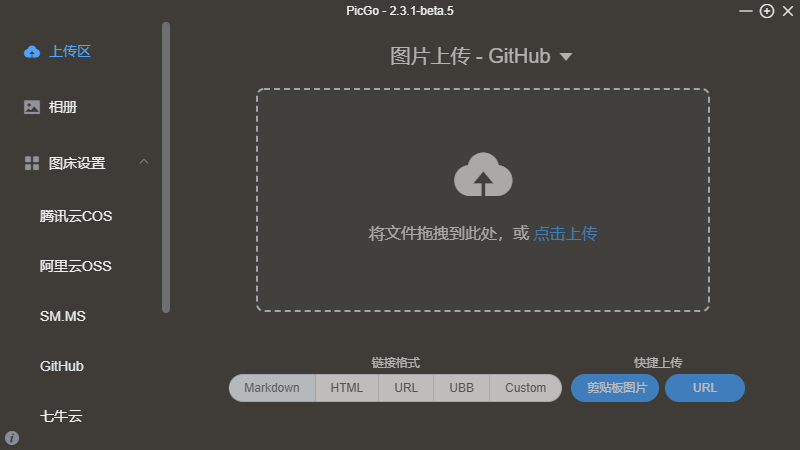 PicGo - 2.3.1-beta.5
上传区
相册
图床设置
腾讯云COS
阿里云OSS
SM.MS
GitHub
七牛云
图片上传 - GitHub
将文件拖拽到此处，或 点击上传
链接格式
Markdown HTML URL UBB Custom
快捷上传
剪贴板图片 URL